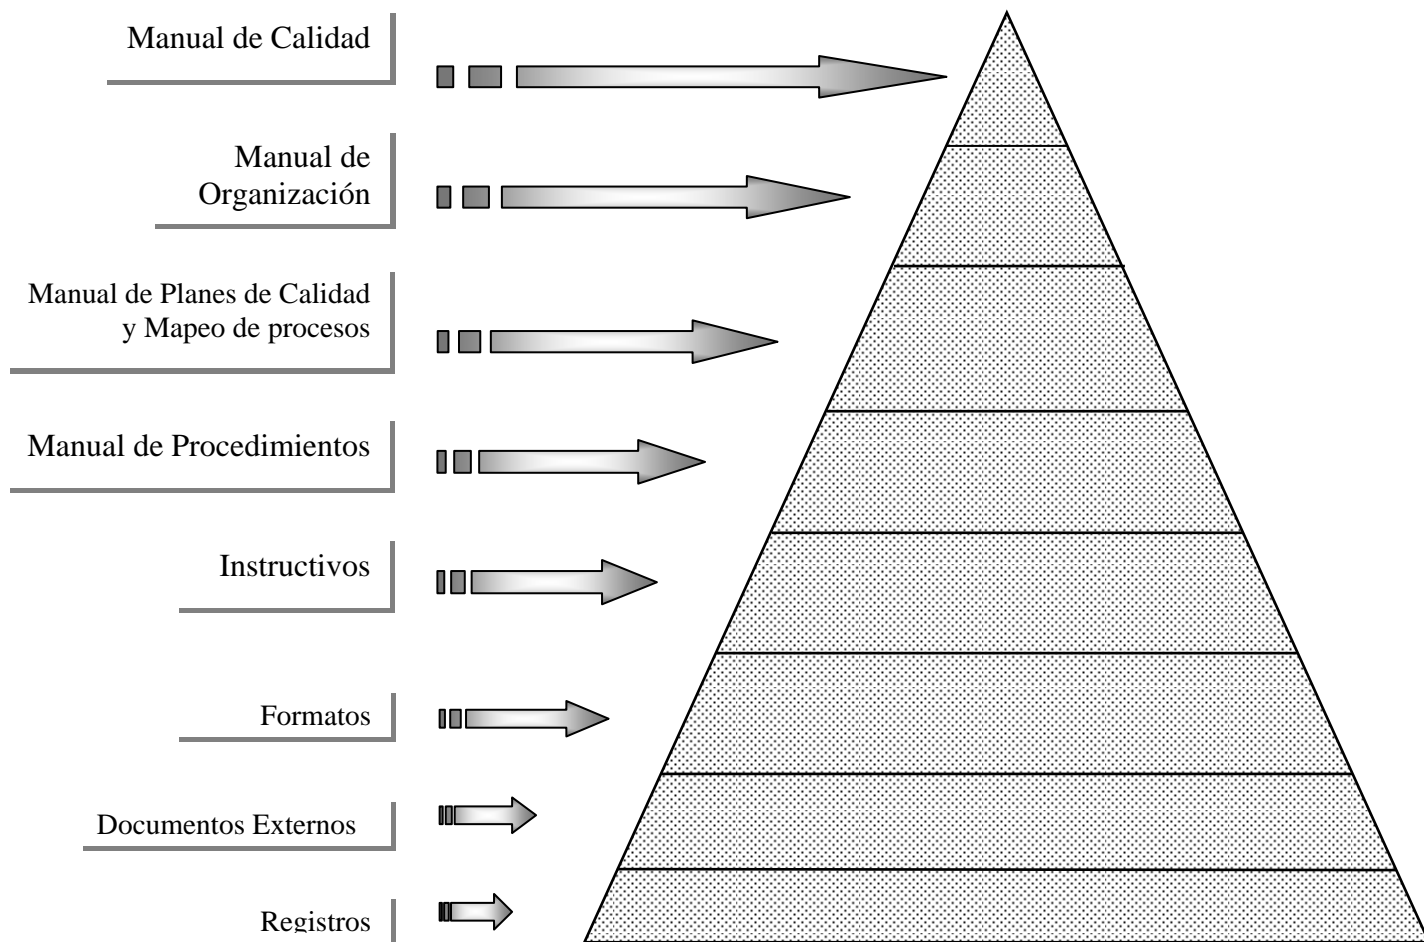 Manual de Calidad
Manual de
Organización
Manual de Planes de Calidad
y Mapeo de procesos
Manual de Procedimientos
Instructivos
Formatos
Documentos Externos
Registros